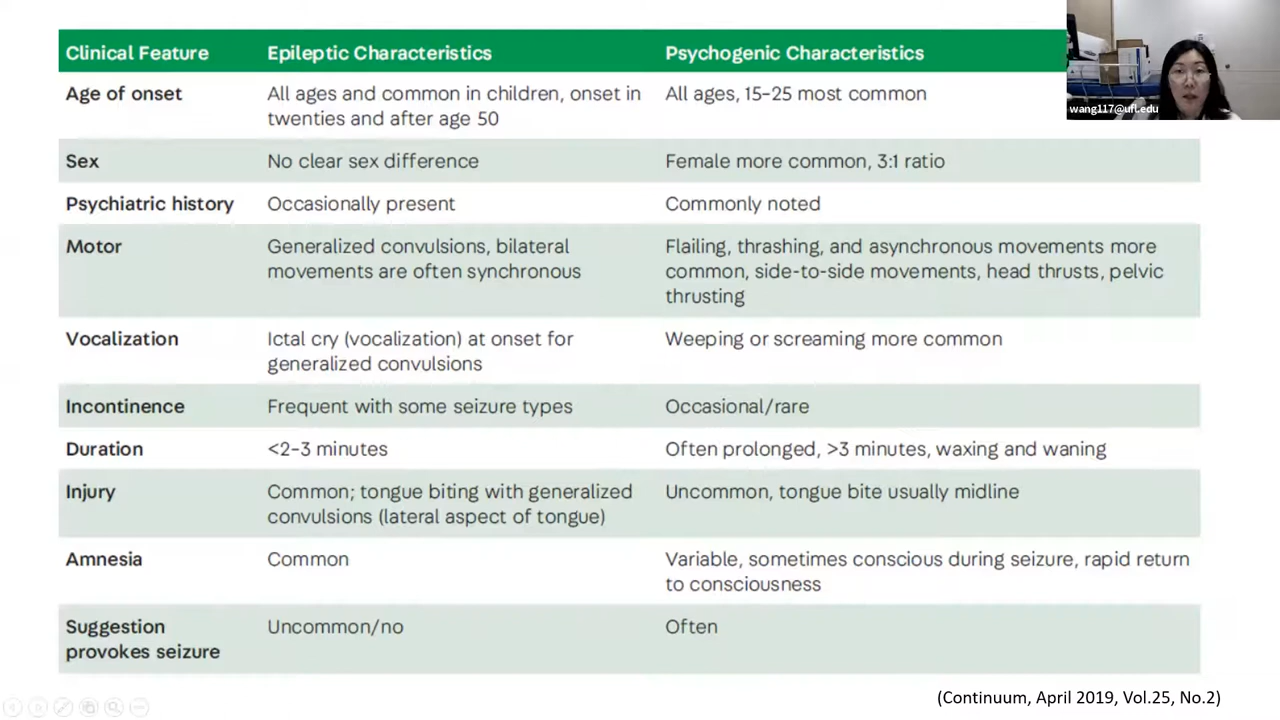 Clinical Feature Epileptic Characteristics Psychogenic Characteristics
wang117@ufl.edu
Age of onset
All ages and common in children, onset in
twenties and after age 50
All ages, 15–25 most common
Sex No clear sex difference Female more common, 3:1 ratio
Psychiatric history Occasionally present Commonly noted
Motor
Generalized convulsions, bilateral
movements are often synchronous
Flailing, thrashing, and asynchronous movements more
common, side-to-side movements, head thrusts, pelvic
thrusting
Vocalization
Ictal cry (vocalization) at onset for
generalized convulsions
Weeping or screaming more common
Incontinence Frequent with some seizure types Occasional/rare
Duration <2–3 minutes Often prolonged, >3 minutes, waxing and waning
Injury
Common; tongue biting with generalized
convulsions (lateral aspect of tongue)
Uncommon, tongue bite usually midline
Amnesia
Common
Variable, sometimes conscious during seizure, rapid return
to consciousness
Suggestion
provokes seizure
Uncommon/no
Often
(Continuum, April 2019, Vol.25, No.2)